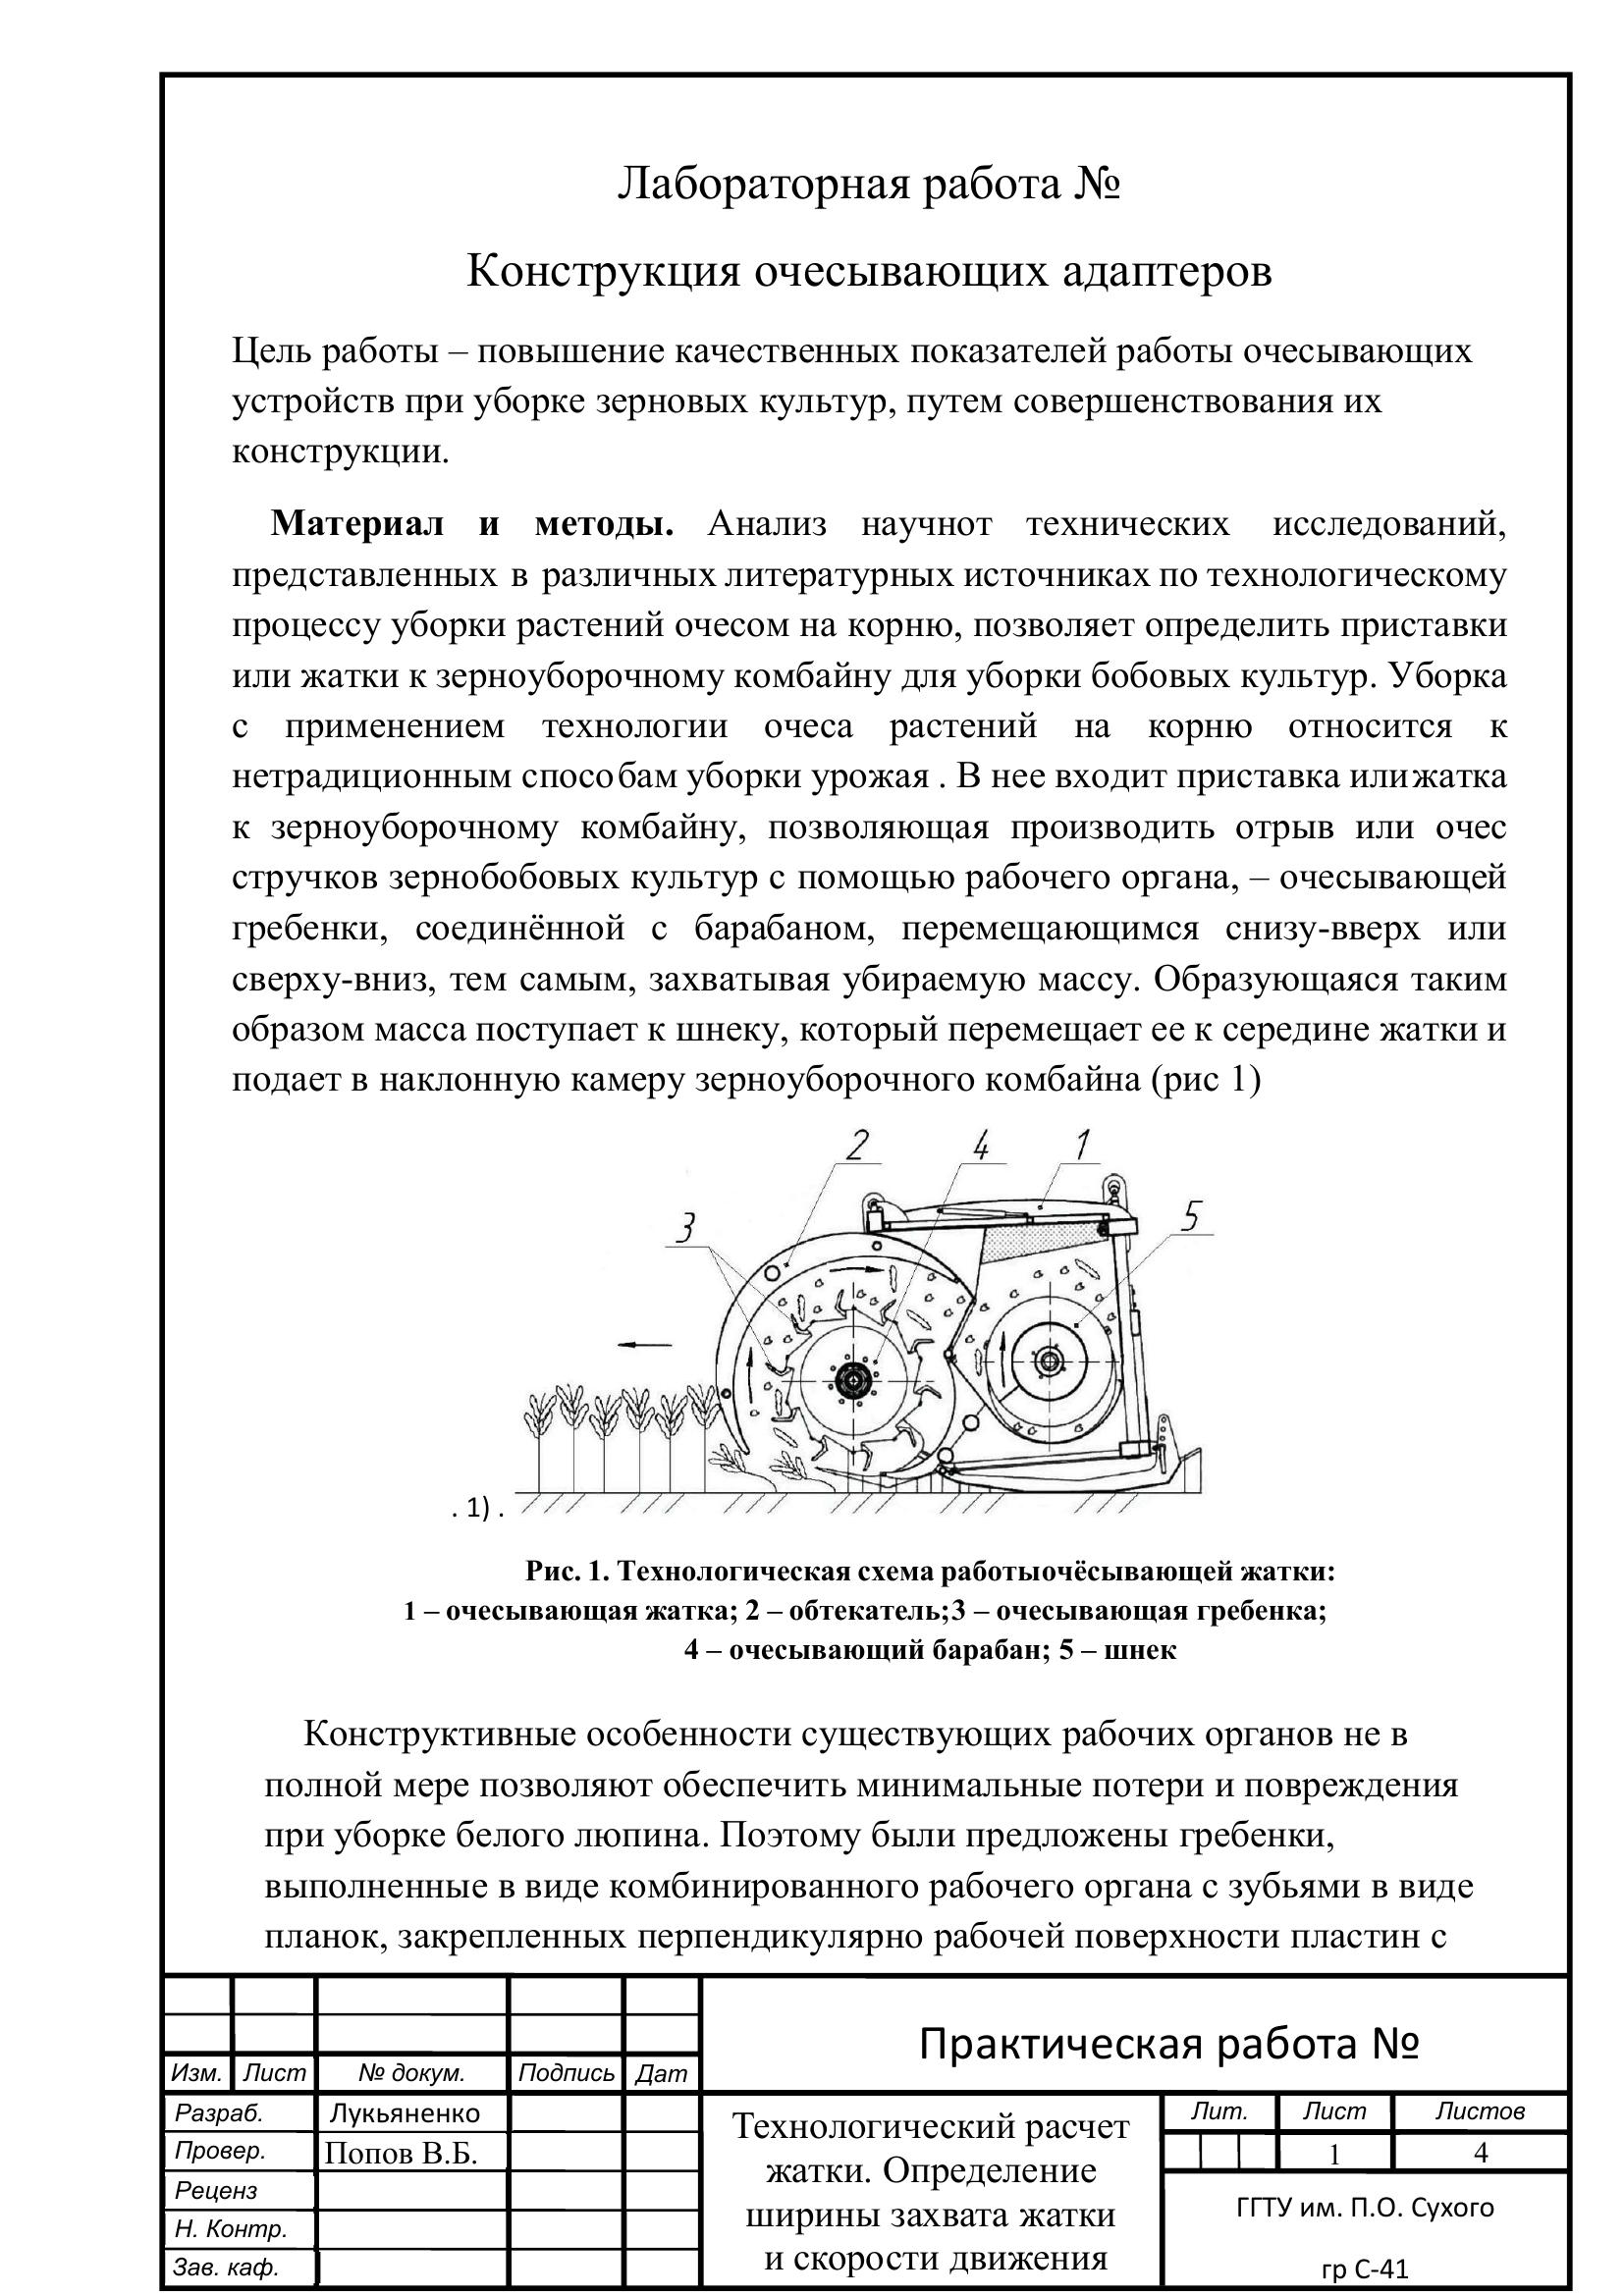 Лабораторная работа №
Конструкция очесывающих адаптеров
Цель работы – повышение качественных показателей работы очесывающих
устройств при уборке зерновых культур, путем совершенствования их
конструкции.
Материал и методы. Анализ научнот технических исследований,
представленных в различных литературных источниках по технологическому
процессу уборки растений очесом на корню, позволяет определить приставки
или жатки к зерноуборочному комбайну для уборки бобовых культур. Уборка
с применением технологии очеса растений на корню относится к
нетрадиционным способам уборки урожая . В нее входит приставка илижатка
к зерноуборочному комбайну, позволяющая производить отрыв или очес
стручков зернобобовых культур с помощью рабочего органа, – очесывающей
гребенки, соединённой с барабаном, перемещающимся снизу-вверх или
сверху-вниз, тем самым, захватывая убираемую массу. Образующаяся таким
образом масса поступает к шнеку, который перемещает ее к середине жатки и
подает в наклонную камеру зерноуборочного комбайна (рис 1)
2 4 1
3 5
. 1) .
Рис. 1. Технологическая схема работыочёсывающей жатки:
1 – очесывающая жатка; 2 – обтекатель;3 – очесывающая гребенка;
4 – очесывающий барабан; 5 – шнек
Конструктивные особенности существующих рабочих органов не в
полной мере позволяют обеспечить минимальные потери и повреждения
при уборке белого люпина. Поэтому были предложены гребенки,
выполненные в виде комбинированного рабочего органа с зубьями в виде
планок, закрепленных перпендикулярно рабочей поверхности пластин с
Практическая работа №
Изм. Лист № докум. Подпись Дат
Разраб. Лукьяненко
Провер. Попов В.Б.
Реценз
Н. Контр.
Зав. каф.
Технологический расчет
жатки. Определение
ширины захвата жатки
и скорости движения
Лит. Лист Листов
1 4
ГГТУ им. П.О. Сухого
гр С-41